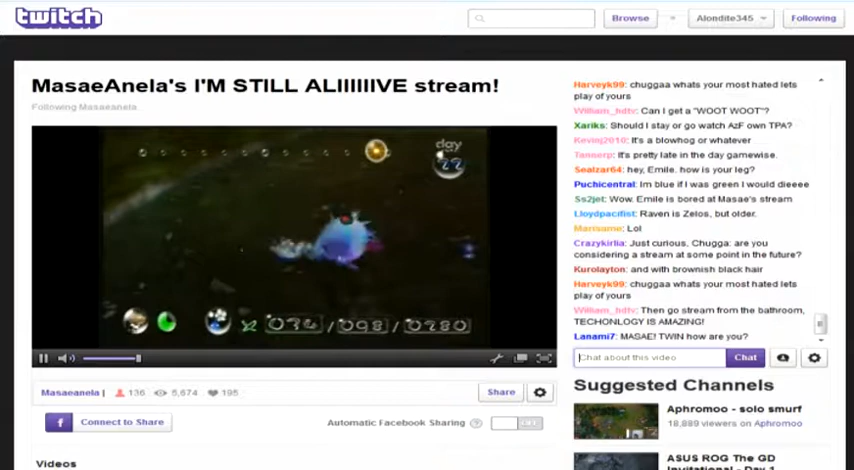 twitch
Browse
Alondite345
Following
MasaeAnela's I'M STILL ALIIIIIIVE stream!
Following Masaeanela
day
22
034/098/0280
Masaeanela |
136
5,674
195
Share
Connect to Share
Automatic Facebook Sharing
OFF
Videos
Harveyk99: chuggaa whats your most hated lets
play of yours
William_hdtv: Can I get a "WOOT WOOT"?
Xariks: Should I stay or go watch AzF own TPA?
Kevinj2010: It's a blowhog or whatever
Tannerp: It's pretty late in the day gamewise.
Sealzar64: hey, Emile. how is your leg?
Puchicentral: Im blue if i was green I would dieeee
Ss2jet: Wow. Emile is bored at Masae's stream
Lloydpacifist: Raven is Zelos, but older.
Marisame: Lol
Crazykirlia: Just curious, Chugga: are you
considering a stream at some point in the future?
Kurolayton: and with brownish black hair
Harveyk99: chuggaa whats your most hated lets
play of yours
William_hdtv: Then go stream from the bathroom,
TECHONLOGY IS AMAZING!
Lanami7: MASAE! TWIN how are you?
Chat about this video
Chat
Suggested Channels
Aphromoo - solo smurf
18,889 viewers on Aphromoo
ASUS ROG The GD
Invitational - Day 1